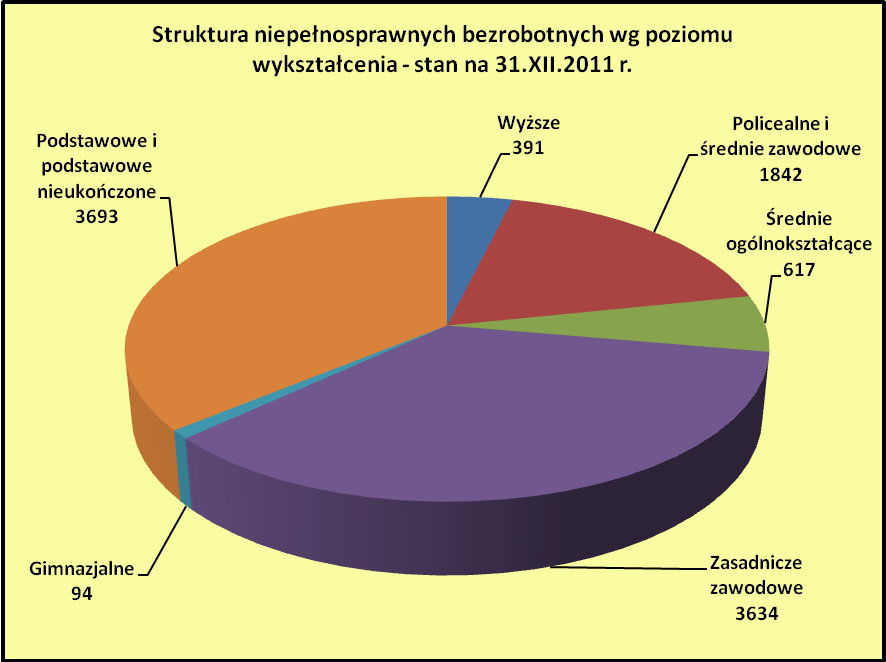 Struktura niepełnosprawnych bezrobotnych wg poziomu
wykształcenia - stan na 31.XII.2011 r.
Wyższe
391
Policealne i
średnie zawodowe
1842
Średnie
ogólnokształcące
617
Zasadnicze
zawodowe
3634
Gimnazjalne
94
Podstawowe i
podstawowe
nieukończone
3693